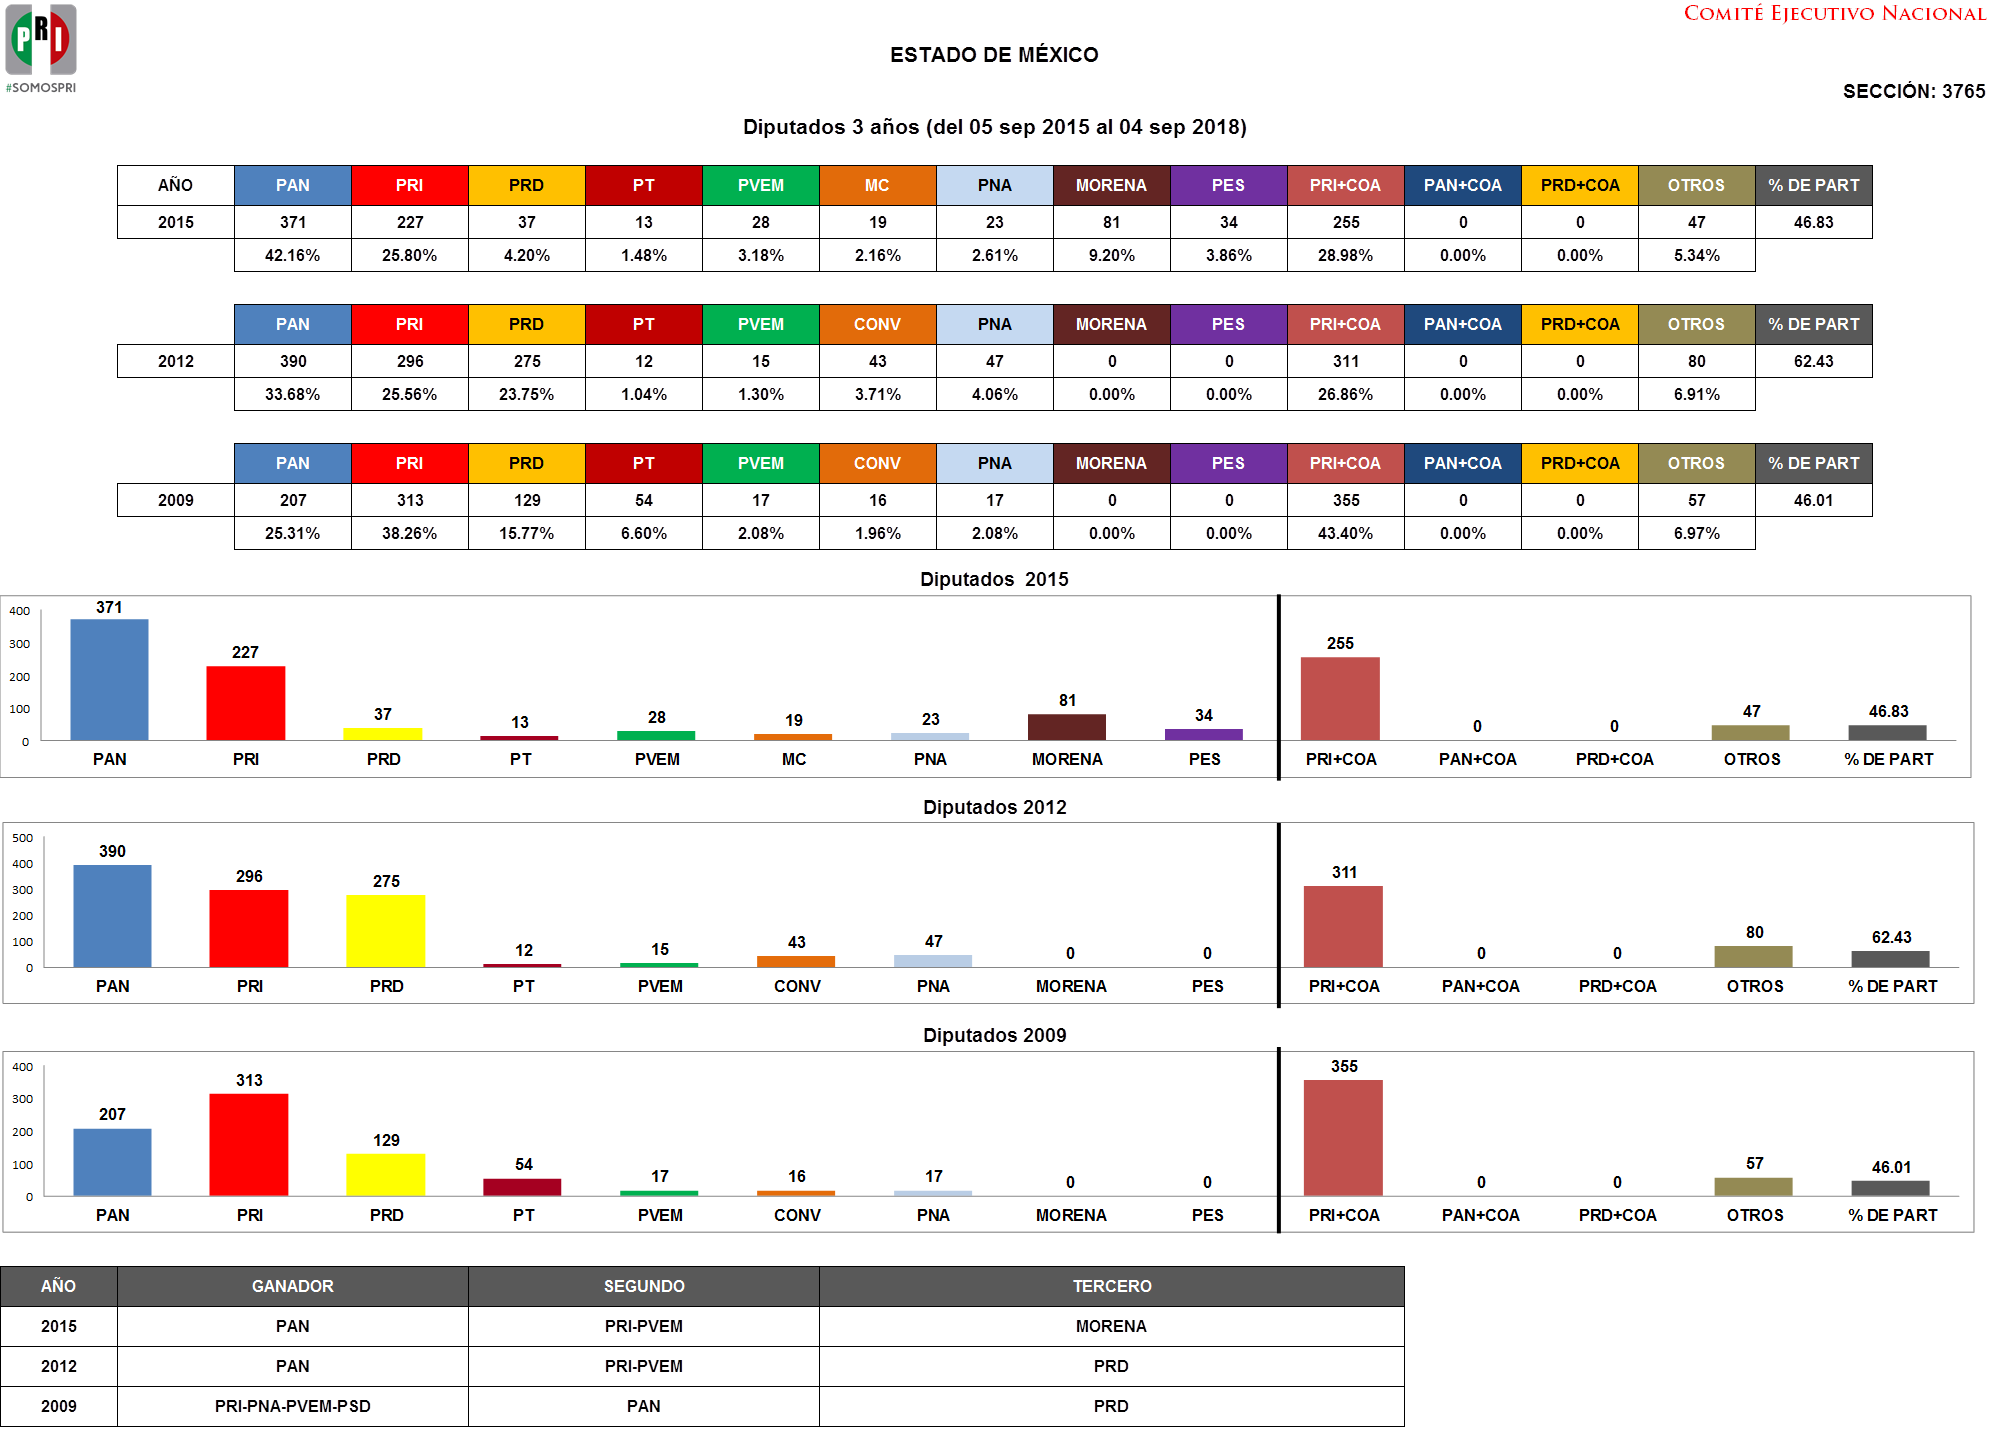 PRI
#SOMOSPRI
COMITÉ EJECUTIVO NACIONAL
ESTADO DE MÉXICO
SECCIÓN: 3765
Diputados 3 años (del 05 sep 2015 al 04 sep 2018)
AÑO PAN PRI PRD PT PVEM MC PNA MORENA PES PRI+COA PAN+COA PRD+COA OTROS % DE PART
2015 371 227 37 13 28 19 23 81 34 255 0 0 47 46.83
42.16% 25.80% 4.20% 1.48% 3.18% 2.16% 2.61% 9.20% 3.86% 28.98% 0.00% 0.00% 5.34%
PAN PRI PRD PT PVEM CONV PNA MORENA PES PRI+COA PAN+COA PRD+COA OTROS % DE PART
2012 390 296 275 12 15 43 47 0 0 311 0 0 80 62.43
33.68% 25.56% 23.75% 1.04% 1.30% 3.71% 4.06% 0.00% 0.00% 26.86% 0.00% 0.00% 6.91%
PAN PRI PRD PT PVEM CONV PNA MORENA PES PRI+COA PAN+COA PRD+COA OTROS % DE PART
2009 207 313 129 54 17 16 17 0 0 355 0 0 57 46.01
25.31% 38.26% 15.77% 6.60% 2.08% 1.96% 2.08% 0.00% 0.00% 43.40% 0.00% 0.00% 6.97%
Diputados 2015
400
300
200
100
0
371 227 37 13 28 19 23 81 34 255 0 0 47 46.83
PAN PRI PRD PT PVEM MC PNA MORENA PES PRI+COA PAN+COA PRD+COA OTROS % DE PART
Diputados 2012
500
400
300
200
100
0
390 296 275 12 15 43 47 0 0 311 0 0 80 62.43
PAN PRI PRD PT PVEM CONV PNA MORENA PES PRI+COA PAN+COA PRD+COA OTROS % DE PART
Diputados 2009
400
300
200
100
0
207 313 129 54 17 16 17 0 0 355 0 0 57 46.01
PAN PRI PRD PT PVEM CONV PNA MORENA PES PRI+COA PAN+COA PRD+COA OTROS % DE PART
AÑO GANADOR SEGUNDO TERCERO
2015 PAN PRI-PVEM MORENA
2012 PAN PRI-PVEM PRD
2009 PRI-PNA-PVEM-PSD PAN PRD